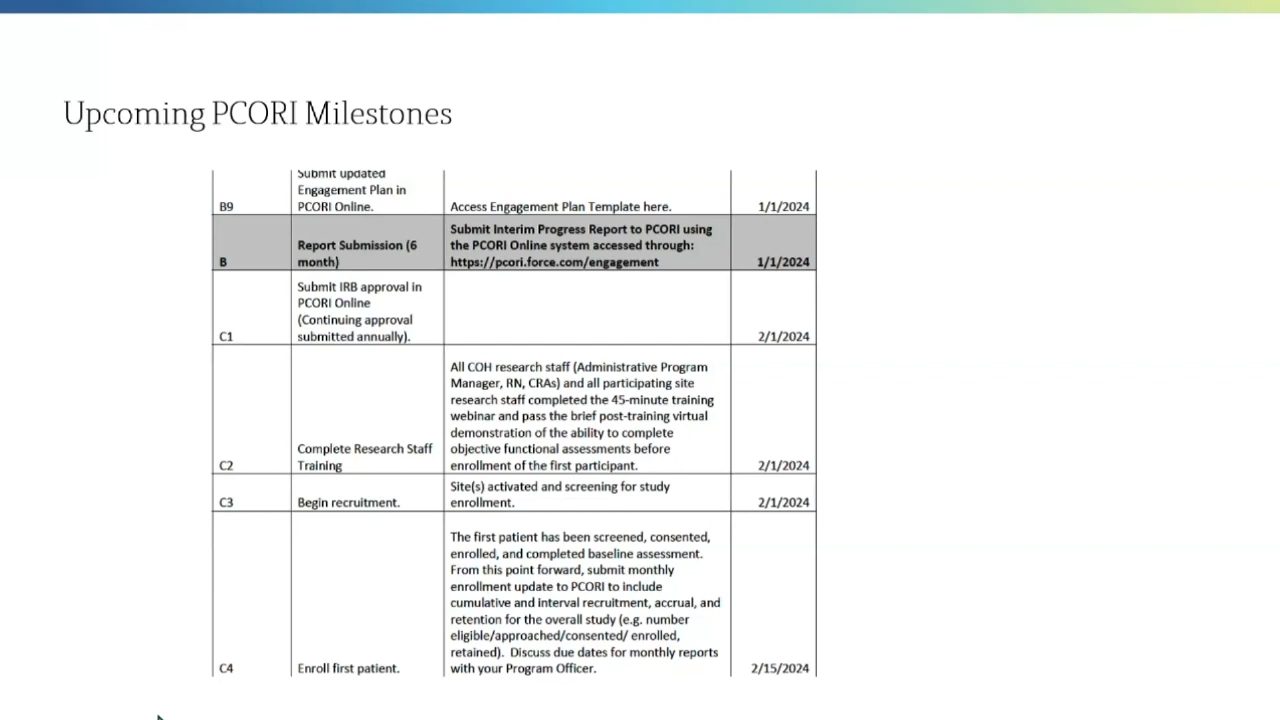 Upcoming PCORI Milestones
Submit updated
Engagement Plan in
B9 PCORI Online. Access Engagement Plan Template here. 1/1/2024
Submit Interim Progress Report to PCORI using
Report Submission (6 the PCORI Online system accessed through:
B month) https://pcori.force.com/engagement 1/1/2024
Submit IRB approval in
PCORI Online
(Continuing approval
C1 submitted annually). 2/1/2024
All COH research staff (Administrative Program
Manager, RN, CRAs) and all participating site
research staff completed the 45-minute training
webinar and pass the brief post-training virtual
demonstration of the ability to complete
Complete Research Staff objective functional assessments before
C2 Training enrollment of the first participant. 2/1/2024
Site(s) activated and screening for study
C3 Begin recruitment. enrollment. 2/1/2024
The first patient has been screened, consented,
enrolled, and completed baseline assessment.
From this point forward, submit monthly
enrollment update to PCORI to include
cumulative and interval recruitment, accrual, and
retention for the overall study (e.g. number
eligible/approached/consented/ enrolled,
retained). Discuss due dates for monthly reports
C4 Enroll first patient. with your Program Officer. 2/15/2024